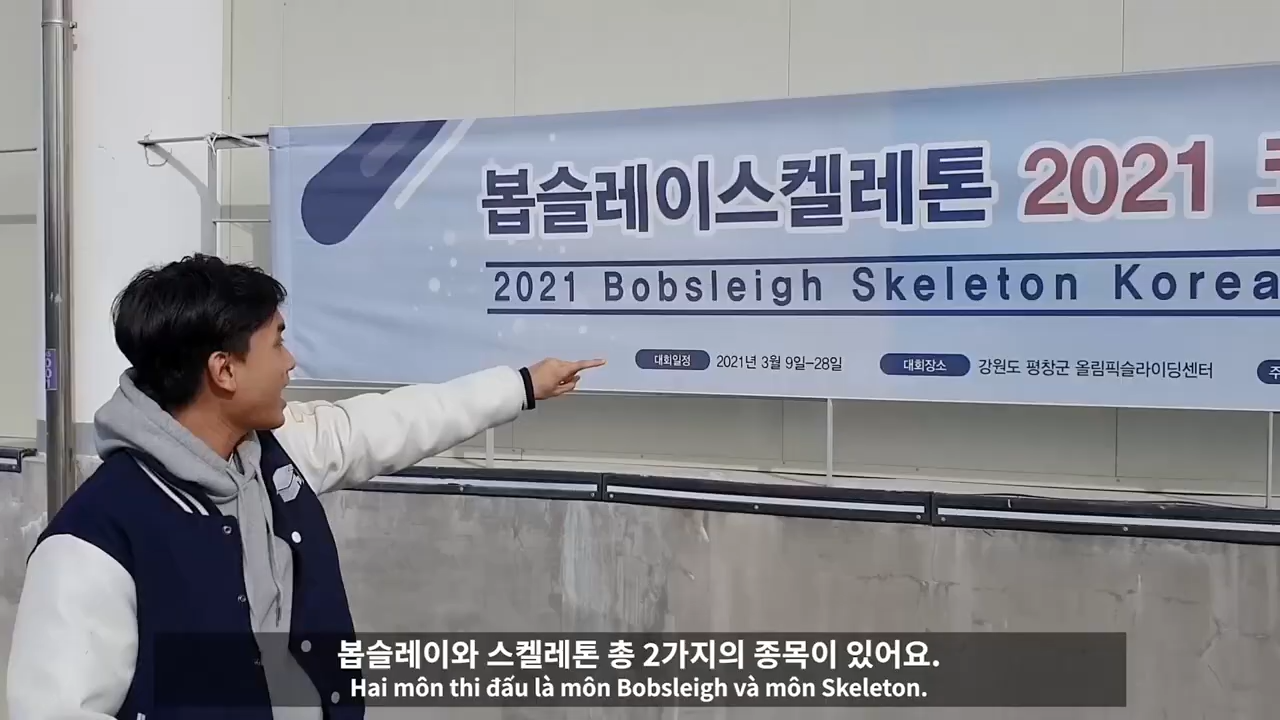 봅슬레이스켈레톤 2021
2021 Bobsleigh Skeleton Korea
대회일정 2021년 3월 9일-28일 대회장소 강원도 평창군 올림픽슬라이딩센터
봅슬레이와 스켈레톤 총 2가지의 종목이 있어요.
Hai môn thi đấu là môn Bobsleigh và môn Skeleton.